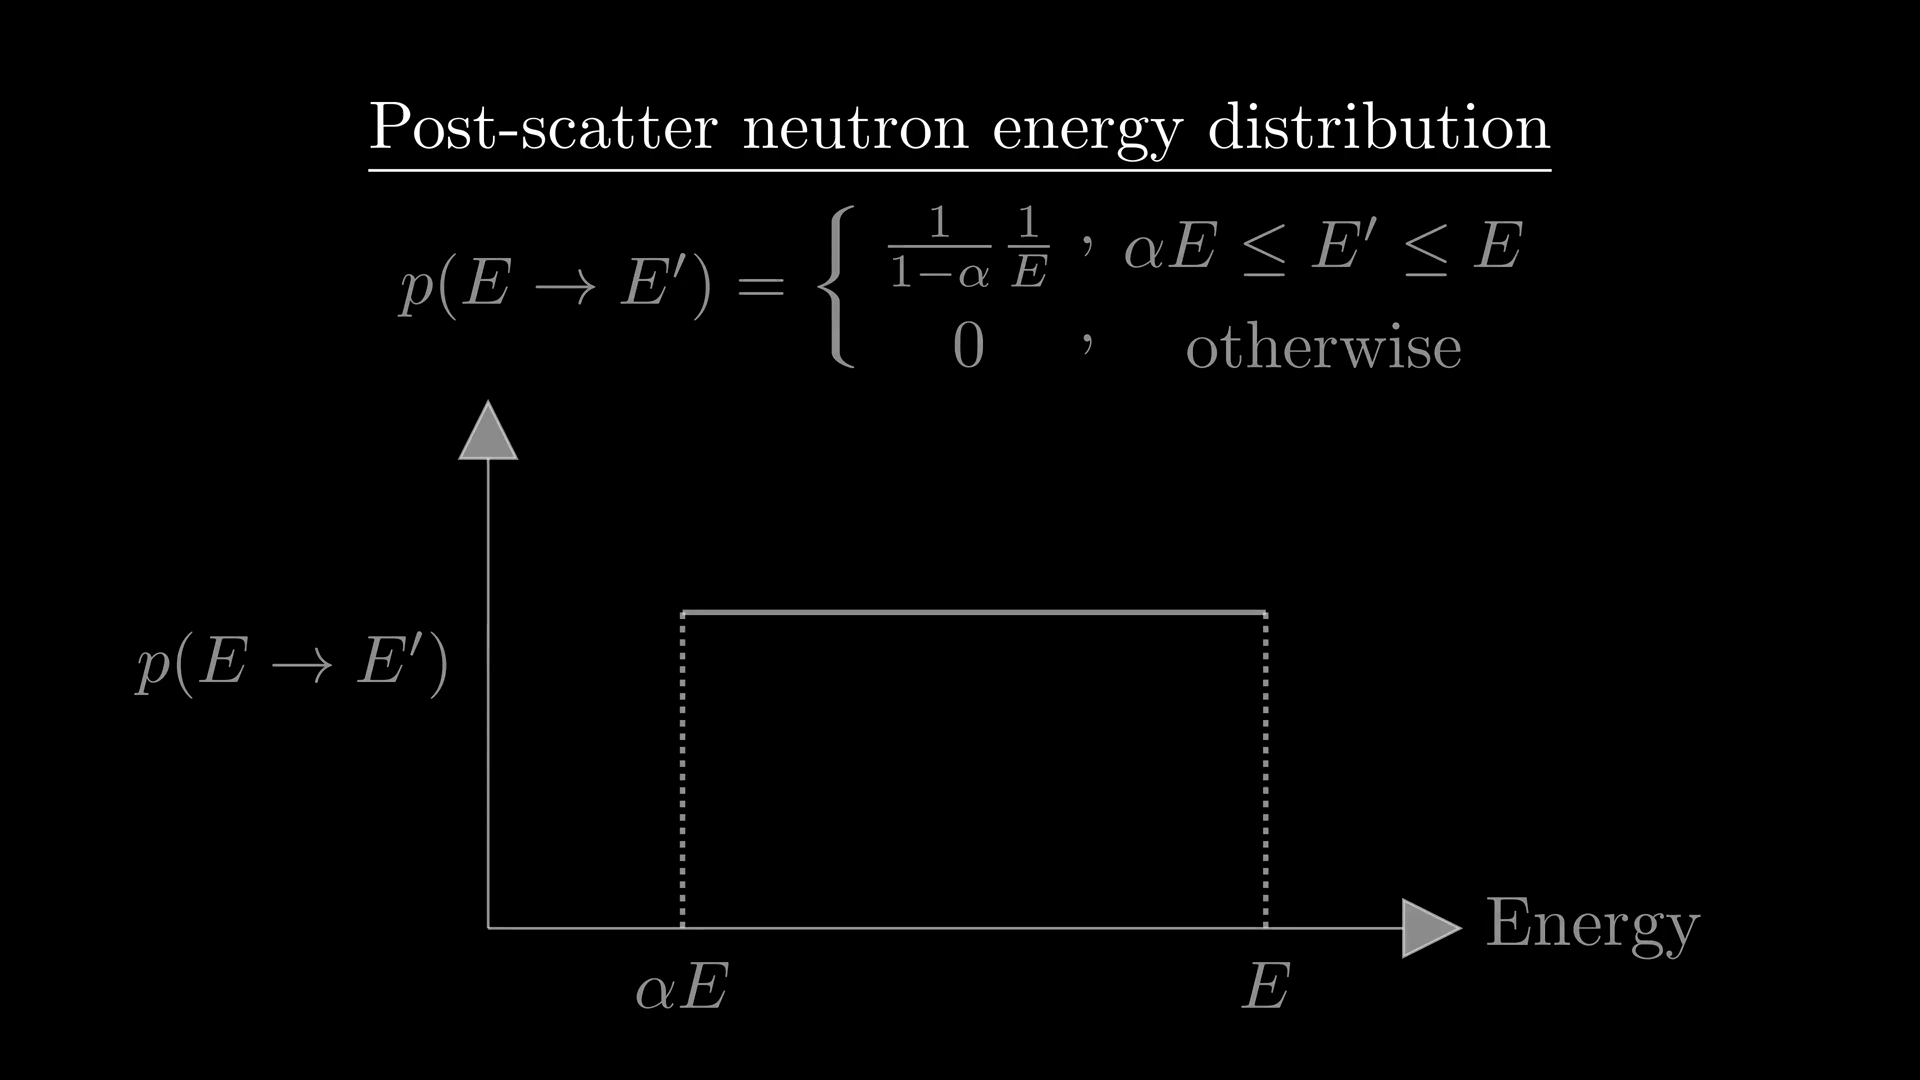 Post-scatter neutron energy distribution
p(E → E′) = { 1/(1−α) 1/E , αE ≤ E′ ≤ E
0 , otherwise
p(E → E′)
Energy
αE E